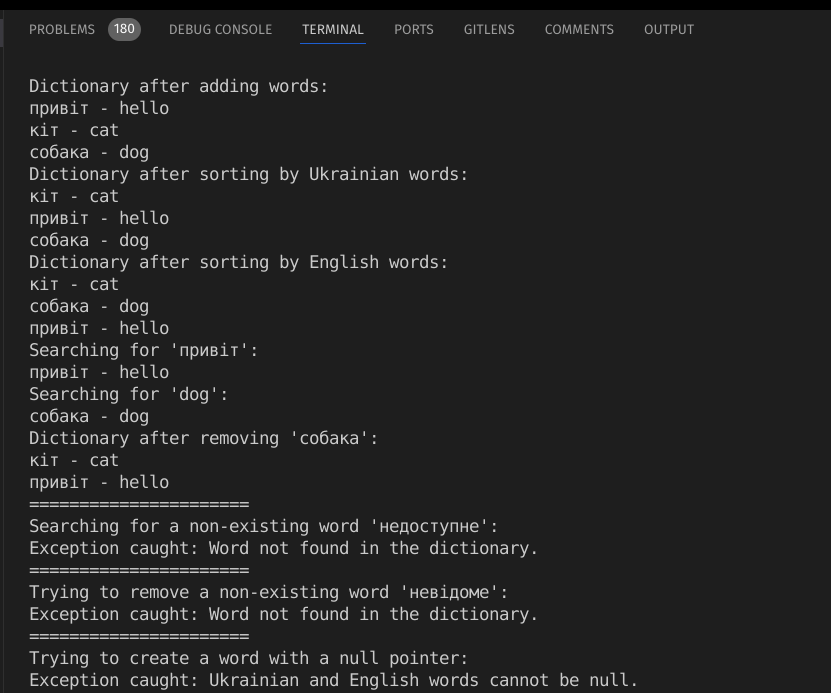 PROBLEMS 180 DEBUG CONSOLE TERMINAL PORTS GITLENS COMMENTS OUTPUT
Dictionary after adding words:
привіт - hello
кіт - cat
собака - dog
Dictionary after sorting by Ukrainian words:
кіт - cat
привіт - hello
собака - dog
Dictionary after sorting by English words:
кіт - cat
собака - dog
привіт - hello
Searching for 'привіт':
привіт - hello
Searching for 'dog':
собака - dog
Dictionary after removing 'собака':
кіт - cat
привіт - hello
======================
Searching for a non-existing word 'недоступне':
Exception caught: Word not found in the dictionary.
======================
Trying to remove a non-existing word 'невідоме':
Exception caught: Word not found in the dictionary.
======================
Trying to create a word with a null pointer:
Exception caught: Ukrainian and English words cannot be null.